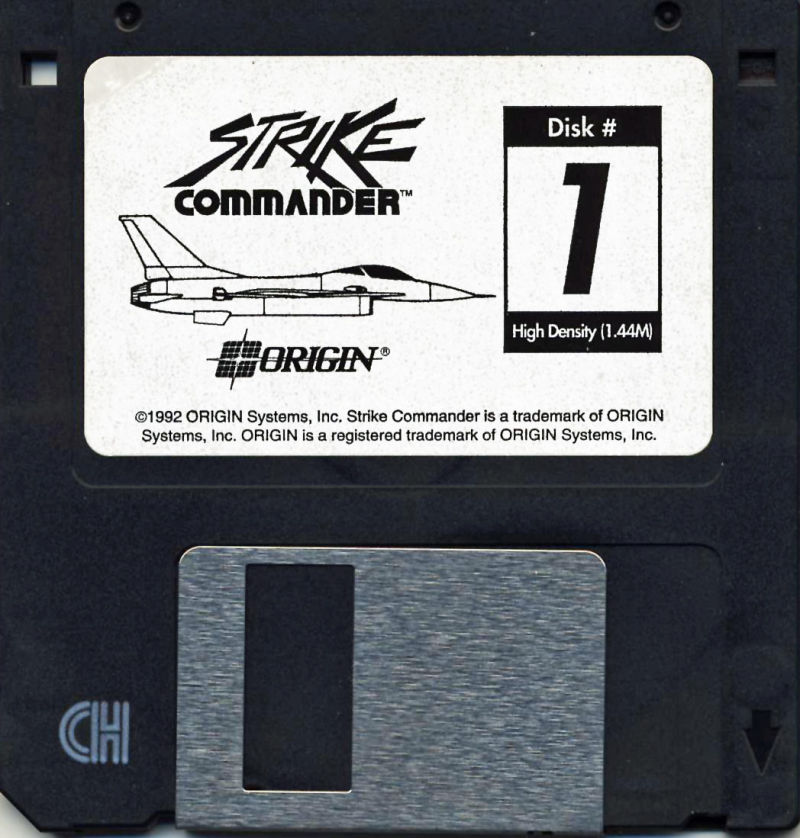 STRIKE
COMMANDER™
Disk #
1
High Density (1.44M)
ORIGIN®
©1992 ORIGIN Systems, Inc. Strike Commander is a trademark of ORIGIN
Systems, Inc. ORIGIN is a registered trademark of ORIGIN Systems, Inc.
CH